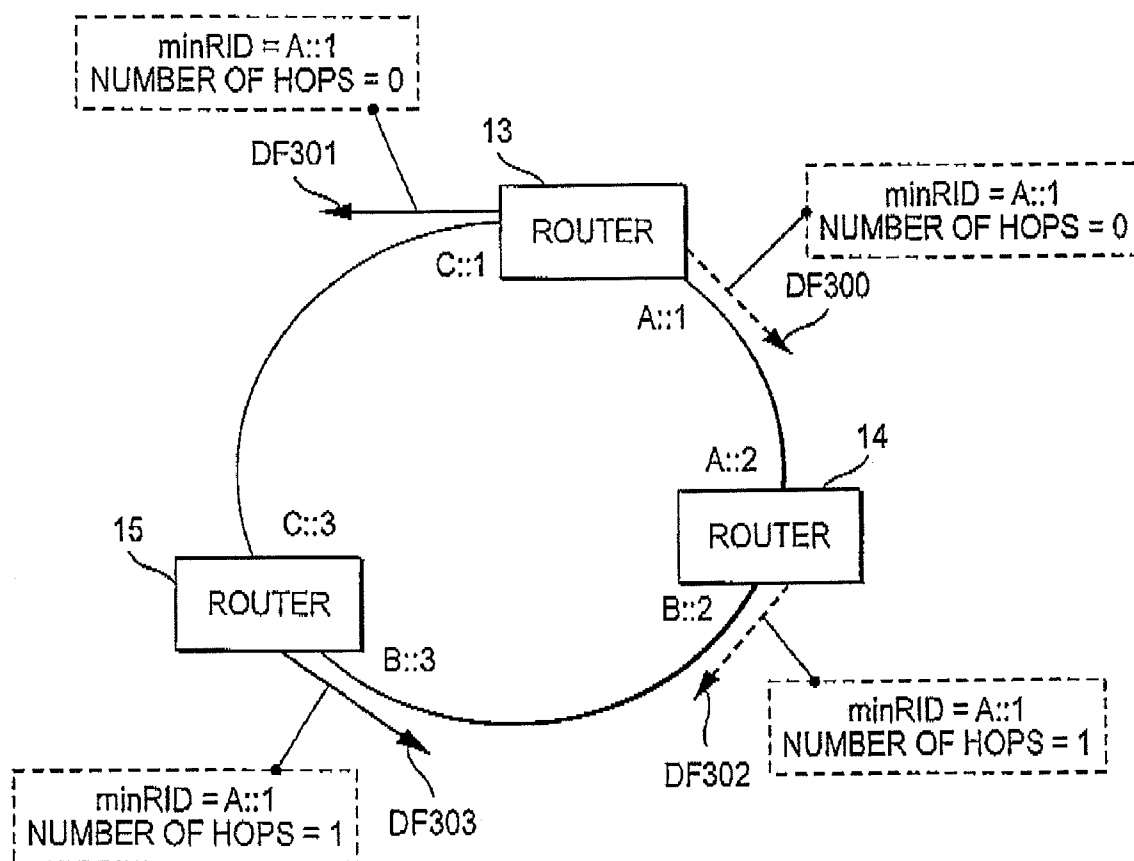 minRID = A::1
NUMBER OF HOPS = 0
DF301
13
ROUTER
C::1
A::1
minRID = A::1
NUMBER OF HOPS = 0
DF300
A::2
14
ROUTER
B::2
C::3
15
ROUTER
B::3
minRID = A::1
NUMBER OF HOPS = 1
DF302
DF303
minRID = A::1
NUMBER OF HOPS = 1